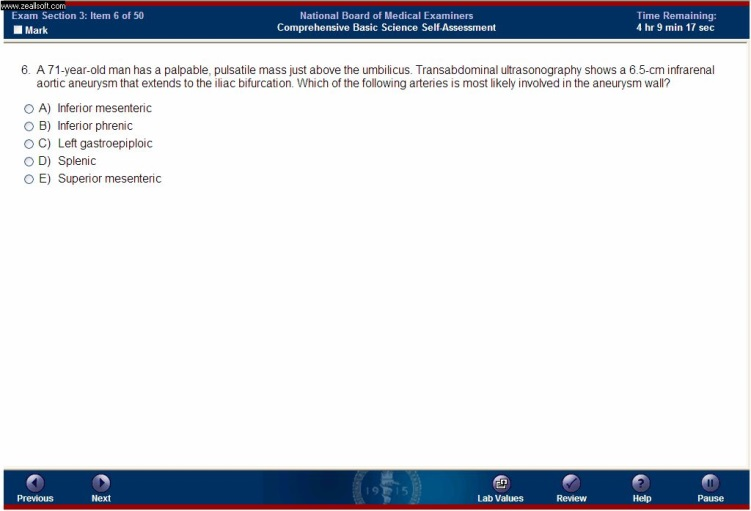 www.zeallsoft.com
Exam Section 3: Item 6 of 50
National Board of Medical Examiners
Time Remaining:
Mark
Comprehensive Basic Science Self-Assessment
4 hr 9 min 17 sec
6. A 71-year-old man has a palpable, pulsatile mass just above the umbilicus. Transabdominal ultrasonography shows a 6.5-cm infrarenal
aortic aneurysm that extends to the iliac bifurcation. Which of the following arteries is most likely involved in the aneurysm wall?
A) Inferior mesenteric
B) Inferior phrenic
C) Left gastroepiploic
D) Splenic
E) Superior mesenteric
1915
Previous
Next
Lab Values
Review
Help
Pause